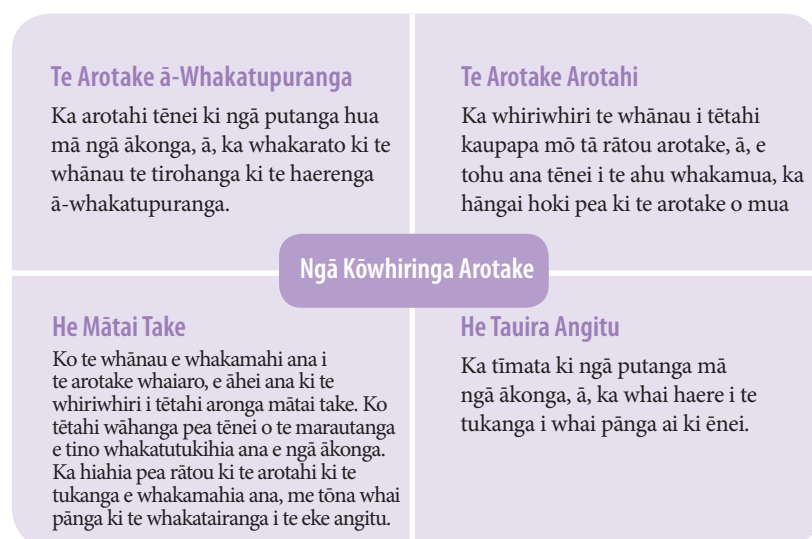 Te Arotake ā-Whakatupuranga
Ka arotahi tēnei ki ngā putanga hua
mā ngā ākonga, ā, ka whakarato ki te
whānau te tirohanga ki te haerenga
ā-whakatupuranga.
Te Arotake Arotahi
Ka whiriwhiri te whānau i tētahi
kaupapa mō tā rātou arotake, ā, e
tohu ana tēnei i te ahu whakamua, ka
hāngai hoki pea ki te arotake o mua
Ngā Kōwhiringa Arotake
He Mātai Take
Ko te whānau e whakamahi ana i
te arotake whaiaro, e āhei ana ki te
whiriwhiri i tētahi aronga mātai take. Ko
tētahi wāhanga pea tēnei o te marautanga
e tino whakatutukihia ana e ngā ākonga.
Ka hiahia pea rātou ki te arotahi ki te
tukanga e whakamahia ana, me tōna whai
pānga ki te whakatairanga i te eke angitu.
He Tauira Angitu
Ka tīmata ki ngā putanga mā
ngā ākonga, ā, ka whai haere i te
tukanga i whai pānga ai ki ēnei.